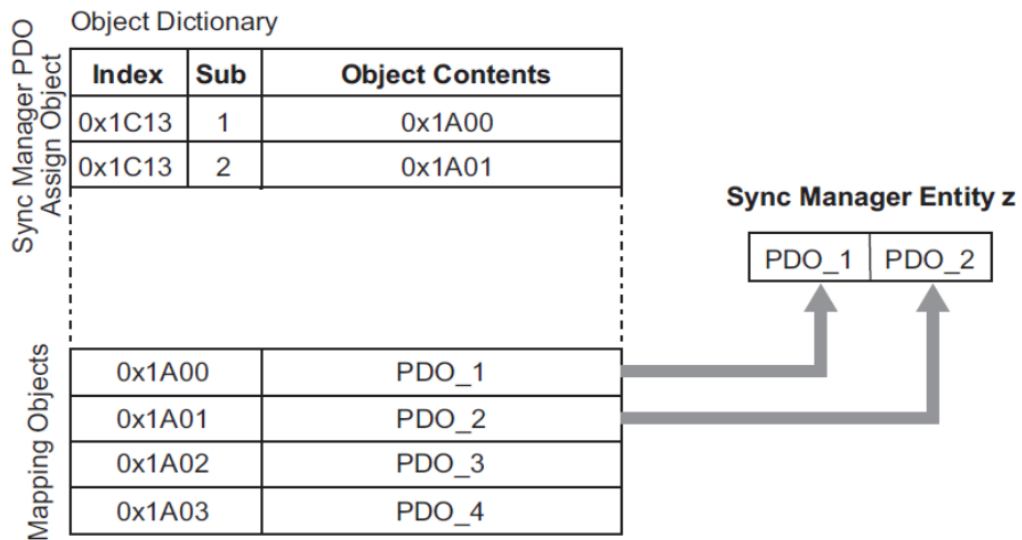 Object Dictionary
Sync Manager PDO
Assign Object
Index Sub Object Contents
0x1C13 1 0x1A00
0x1C13 2 0x1A01
Sync Manager Entity z
PDO_1 PDO_2
Mapping Objects
0x1A00 PDO_1
0x1A01 PDO_2
0x1A02 PDO_3
0x1A03 PDO_4